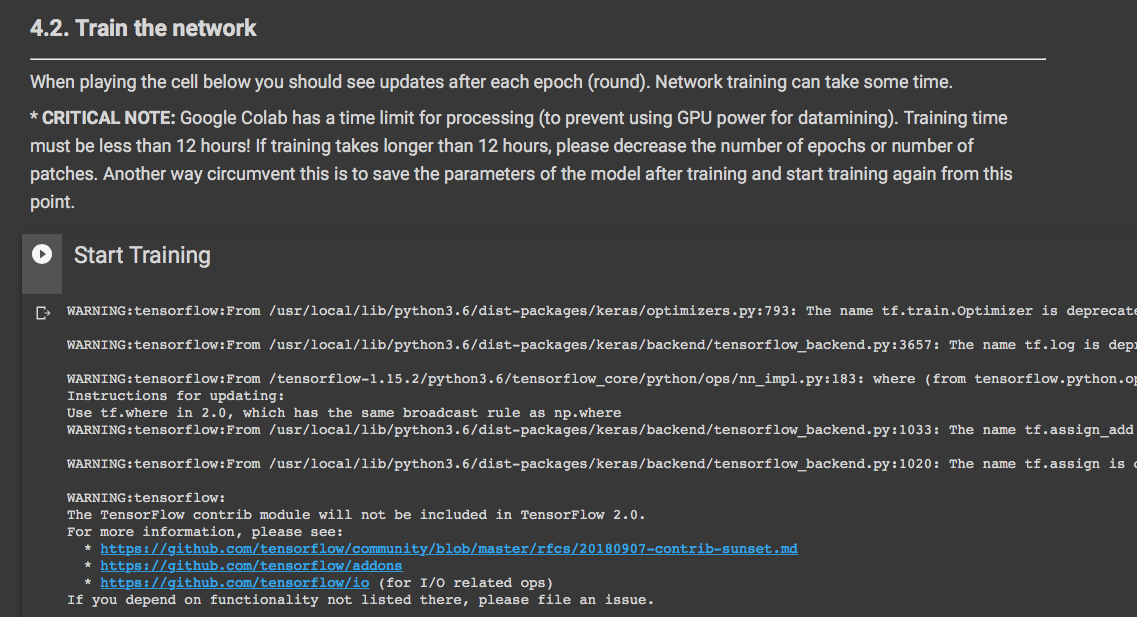 4.2. Train the network
When playing the cell below you should see updates after each epoch (round). Network training can take some time.
* CRITICAL NOTE: Google Colab has a time limit for processing (to prevent using GPU power for datamining). Training time
must be less than 12 hours! If training takes longer than 12 hours, please decrease the number of epochs or number of
patches. Another way circumvent this is to save the parameters of the model after training and start training again from this
point.
Start Training
WARNING:tensorflow:From /usr/local/lib/python3.6/dist-packages/keras/optimizers.py:793: The name tf.train.Optimizer is deprecate
WARNING:tensorflow:From /usr/local/lib/python3.6/dist-packages/keras/backend/tensorflow_backend.py:3657: The name tf.log is depr
WARNING:tensorflow:From /tensorflow-1.15.2/python3.6/tensorflow_core/python/ops/nn_impl.py:183: where (from tensorflow.python.op
Instructions for updating:
Use tf.where in 2.0, which has the same broadcast rule as np.where
WARNING:tensorflow:From /usr/local/lib/python3.6/dist-packages/keras/backend/tensorflow_backend.py:1033: The name tf.assign_add
WARNING:tensorflow:From /usr/local/lib/python3.6/dist-packages/keras/backend/tensorflow_backend.py:1020: The name tf.assign is
WARNING:tensorflow:
The TensorFlow contrib module will not be included in TensorFlow 2.0.
For more information, please see:
* https://github.com/tensorflow/community/blob/master/rfcs/20180907-contrib-sunset.md
* https://github.com/tensorflow/addons
* https://github.com/tensorflow/io (for I/O related ops)
If you depend on functionality not listed there, please file an issue.